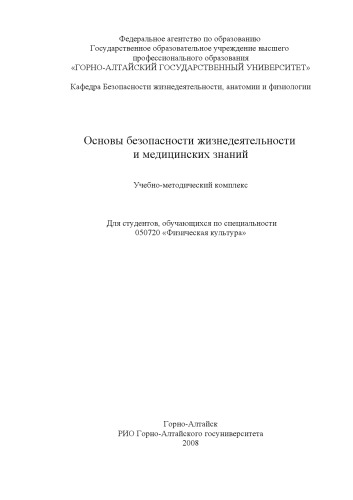 Федеральное агентство по образованию
Государственное образовательное учреждение высшего
профессионального образования
«ГОРНО-АЛТАЙСКИЙ ГОСУДАРСТВЕННЫЙ УНИВЕРСИТЕТ»
Кафедра Безопасности жизнедеятельности, анатомии и физиологии
Основы безопасности жизнедеятельности
и медицинских знаний
Учебно-методический комплекс
Для студентов, обучающихся по специальности
050720 «Физическая культура»
Горно-Алтайск
РИО Горно-Алтайского госуниверситета
2008